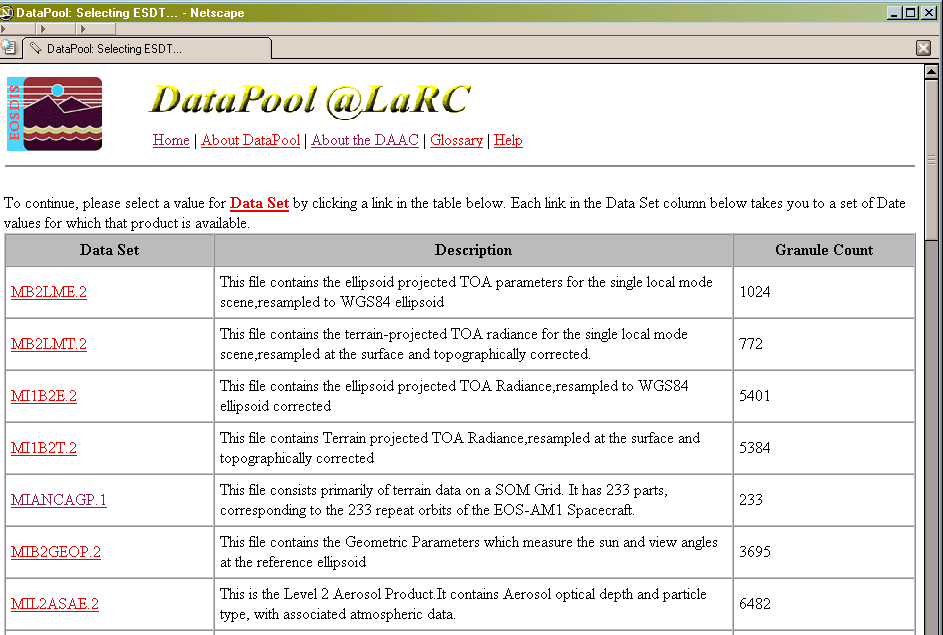 DataPool: Selecting ESDT... - Netscape
DataPool: Selecting ESDT...
EOSDIS
DataPool @LaRC
Home | About DataPool | About the DAAC | Glossary | Help
To continue, please select a value for Data Set by clicking a link in the table below. Each link in the Data Set column below takes you to a set of Date
values for which that product is available.
Data Set Description Granule Count
MB2LME.2 This file contains the ellipsoid projected TOA parameters for the single local mode
scene,resampled to WGS84 ellipsoid 1024
MB2LMT.2 This file contains the terrain-projected TOA radiance for the single local mode
scene,resampled at the surface and topographically corrected. 772
MI1B2E.2 This file contains the ellipsoid projected TOA Radiance,resampled to WGS84
ellipsoid corrected 5401
MI1B2T.2 This file contains Terrain projected TOA Radiance,resampled at the surface and
topographically corrected 5384
MIANCAGP.1 This file consists primarily of terrain data on a SOM Grid. It has 233 parts,
corresponding to the 233 repeat orbits of the EOS-AM1 Spacecraft. 233
MIB2GEOP.2 This file contains the Geometric Parameters which measure the sun and view angles
at the reference ellipsoid 3695
MIL2ASAE.2 This is the Level 2 Aerosol Product.It contains Aerosol optical depth and particle
type, with associated atmospheric data. 6482